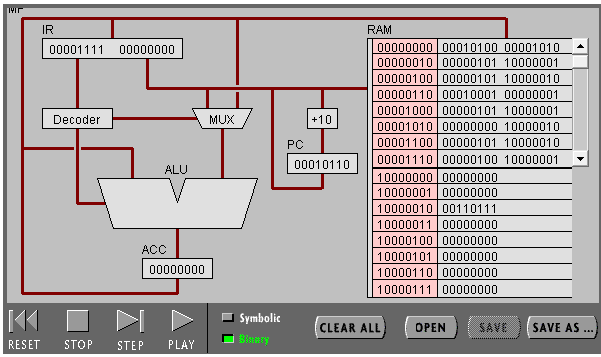 IR
00001111 00000000
Decoder
MUX
+10
PC
00010110
ALU
ACC
00000000
RAM
00000000 00010100 00001010
00000010 00000101 10000001
00000100 00000101 10000010
00000110 00010001 00000001
00001000 00000101 10000001
00001010 00000000 10000010
00001100 00000101 10000010
00001110 00000100 10000001
10000000 00000000
10000001 00000000
10000010 00110111
10000011 00000000
10000100 00000000
10000101 00000000
10000110 00000000
10000111 00000000
RESET STOP STEP PLAY
Symbolic
Binary
CLEAR ALL OPEN SAVE SAVE AS ...